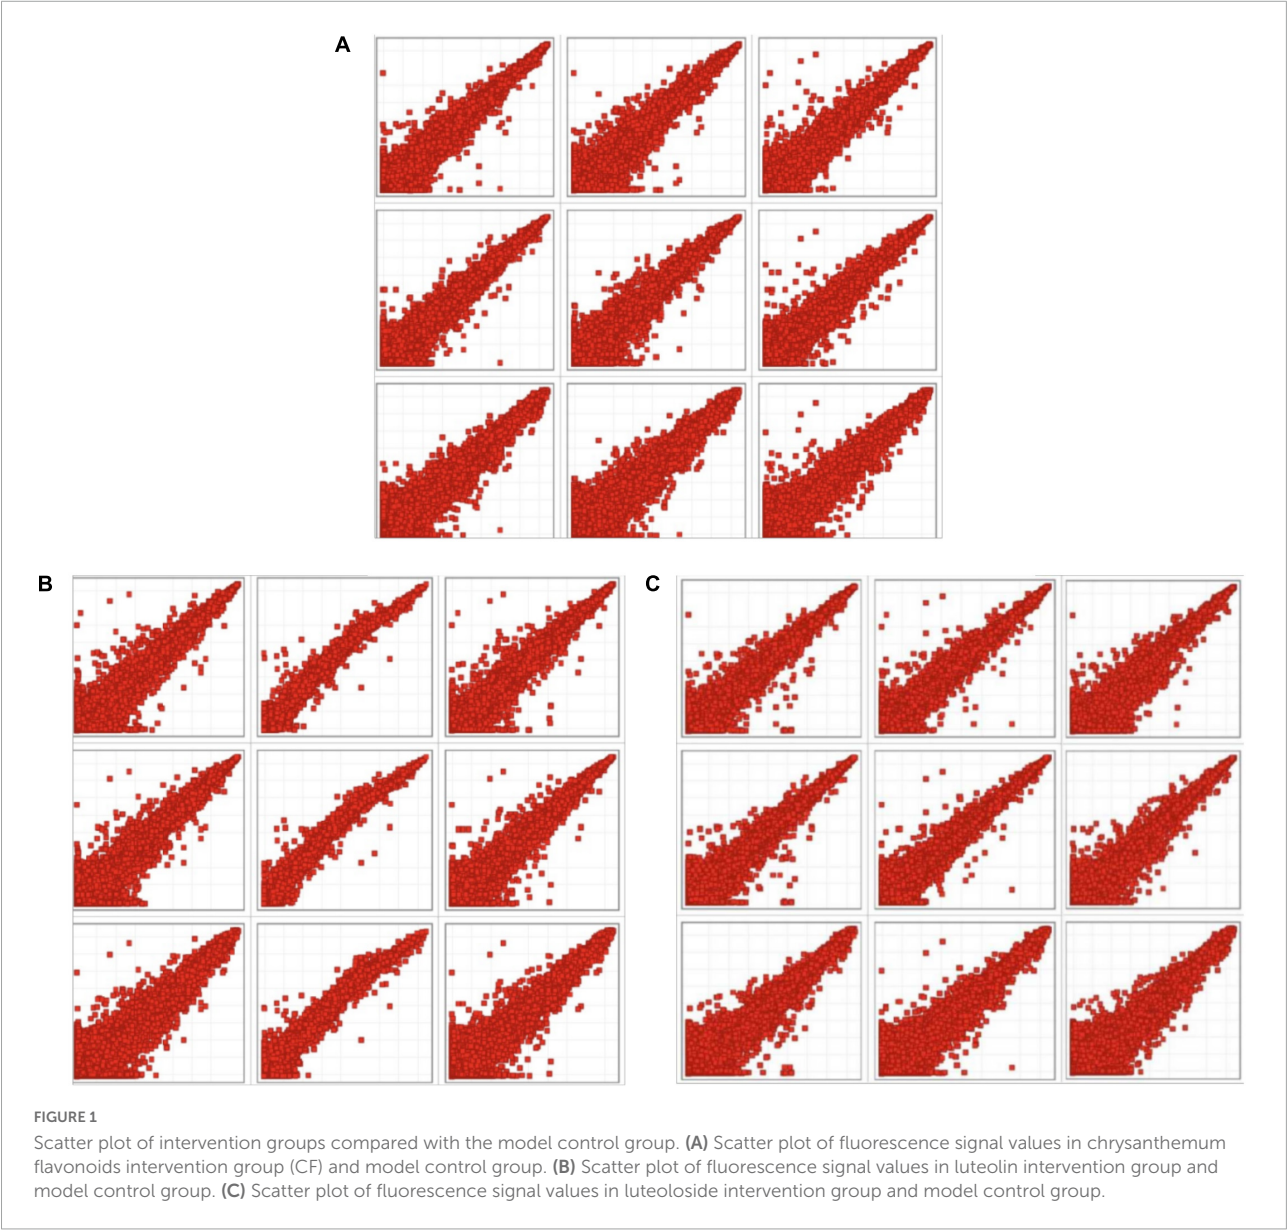 A
B
C
FIGURE 1
Scatter plot of intervention groups compared with the model control group. (A) Scatter plot of fluorescence signal values in chrysanthemum
flavonoids intervention group (CF) and model control group. (B) Scatter plot of fluorescence signal values in luteolin intervention group and
model control group. (C) Scatter plot of fluorescence signal values in luteoloside intervention group and model control group.